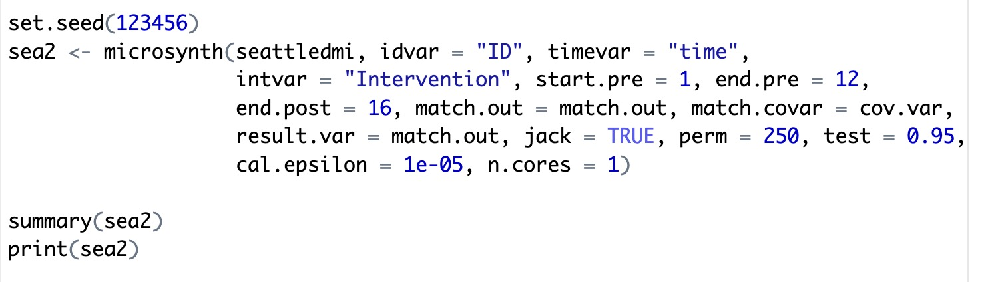 set.seed(123456)
sea2 <- microsynth(seattledmi, idvar = "ID", timevar = "time",
intvar = "Intervention", start.pre = 1, end.pre = 12,
end.post = 16, match.out = match.out, match.covar = cov.var,
result.var = match.out, jack = TRUE, perm = 250, test = 0.95,
cal.epsilon = 1e-05, n.cores = 1)
summary(sea2)
print(sea2)